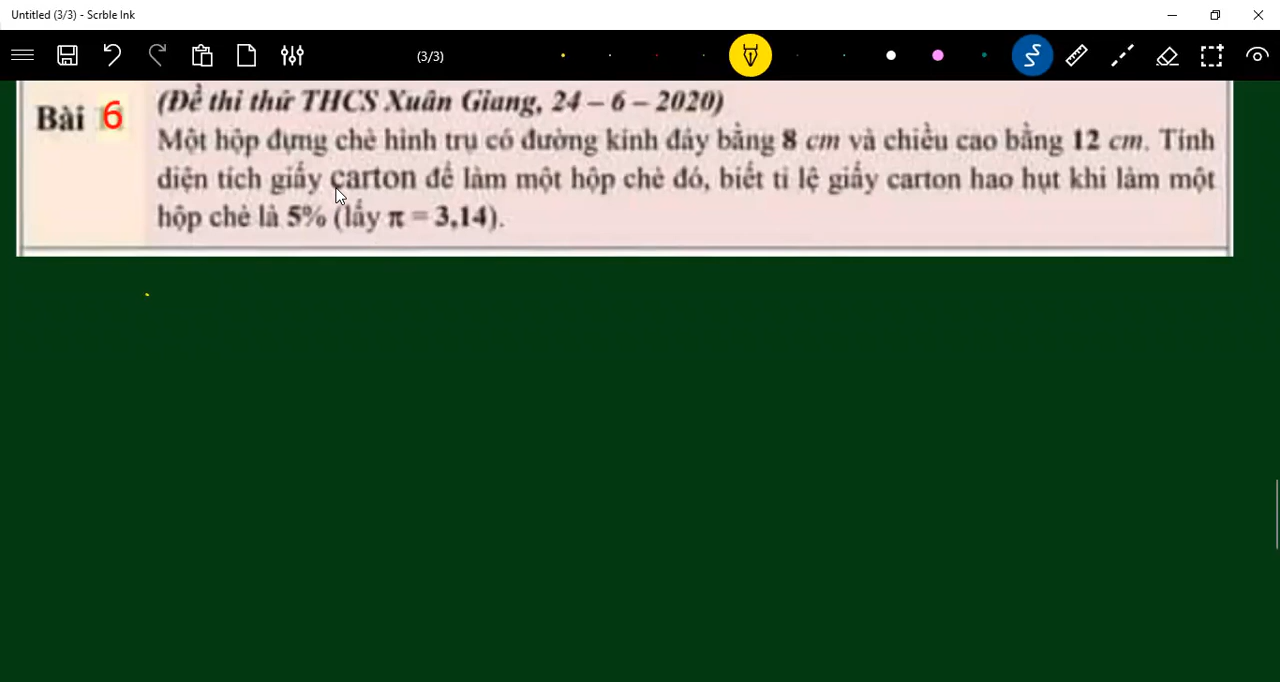 Untitled (3/3) - Scrble Ink
(3/3)
(Đề thi thử THCS Xuân Giang, 24 – 6 – 2020)
Bài 6
Một hộp đựng chè hình trụ có đường kính đáy bằng 8 cm và chiều cao bằng 12 cm. Tính
diện tích giấy carton để làm một hộp chè đó, biết tỉ lệ giấy carton hao hụt khi làm một
hộp chè là 5% (lấy π = 3,14).